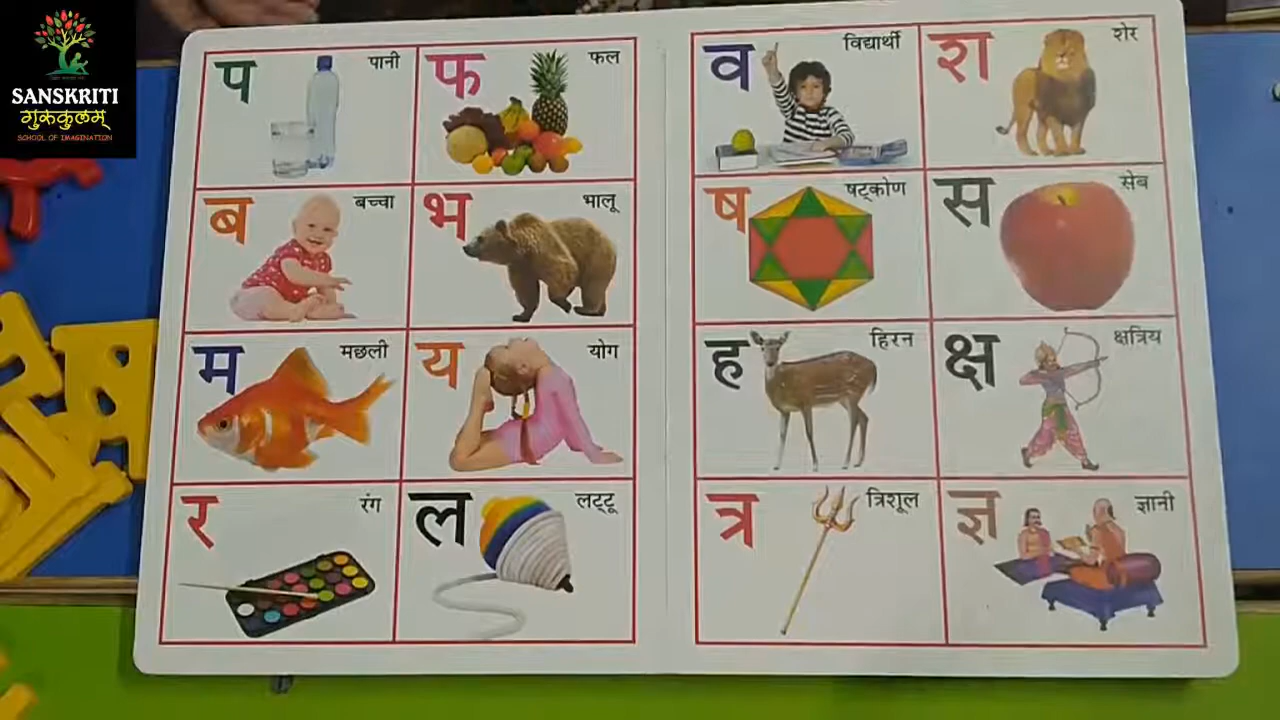 SANSKRITI
गुरुकुलम्
SCHOOL OF IMAGINATION
प पानी
फ फल
ब बच्चा
भ भालू
म मछली
य योग
र रंग
ल लट्टू
व विद्यार्थी
श शेर
ष षट्कोण
स सेब
ह हिरन
क्ष क्षत्रिय
त्र त्रिशूल
ज्ञ ज्ञानी